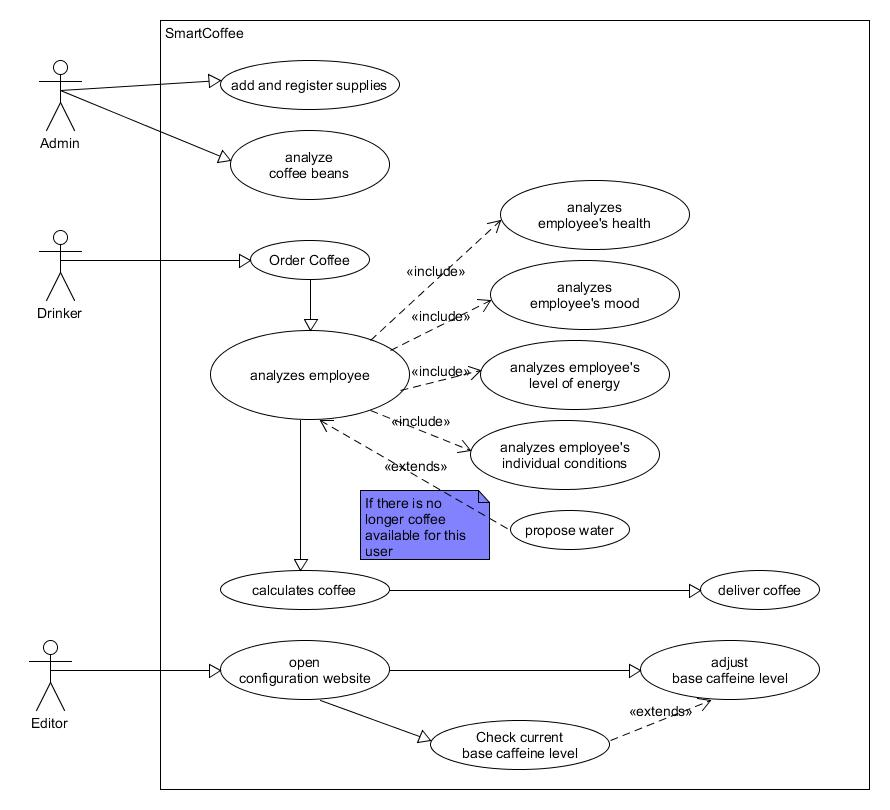 SmartCoffee
add and register supplies
Admin
analyze
coffee beans
analyzes
employee's health
Drinker
Order Coffee
«include»
analyzes
employee's mood
«include»
analyzes employee
«include»
analyzes employee's
level of energy
«include»
analyzes employee's
individual conditions
«extends»
If there is no
longer coffee
available for this
user
propose water
calculates coffee
deliver coffee
Editor
open
configuration website
adjust
base caffeine level
«extends»
Check current
base caffeine level